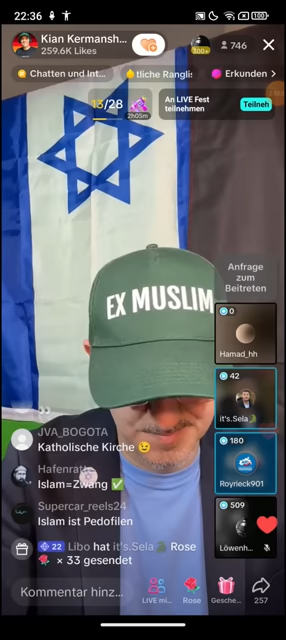 22:36
100
Kian Kermansh...
259.6K Likes
100+
746
Chatten und Int...
tliche Ranglis
Erkunden
13/28
2h05m
An LIVE Fest
teilnehmen
Teilneh
EX MUSLIM
Anfrage
zum
Beitreten
0
Hamad_hh
42
it's.Sela
180
Royrieck901
509
Löwenh...
JVA_BOGOTA
Katholische Kirche 😉
Hafenratte
Islam=Zwang ✅
Supercar_reels24
Islam ist Pedofilen
22 Libo hat it's.Sela Rose
🌹 × 33 gesendet
Kommentar hinz...
LIVE mi...
Rose
Gesche...
257